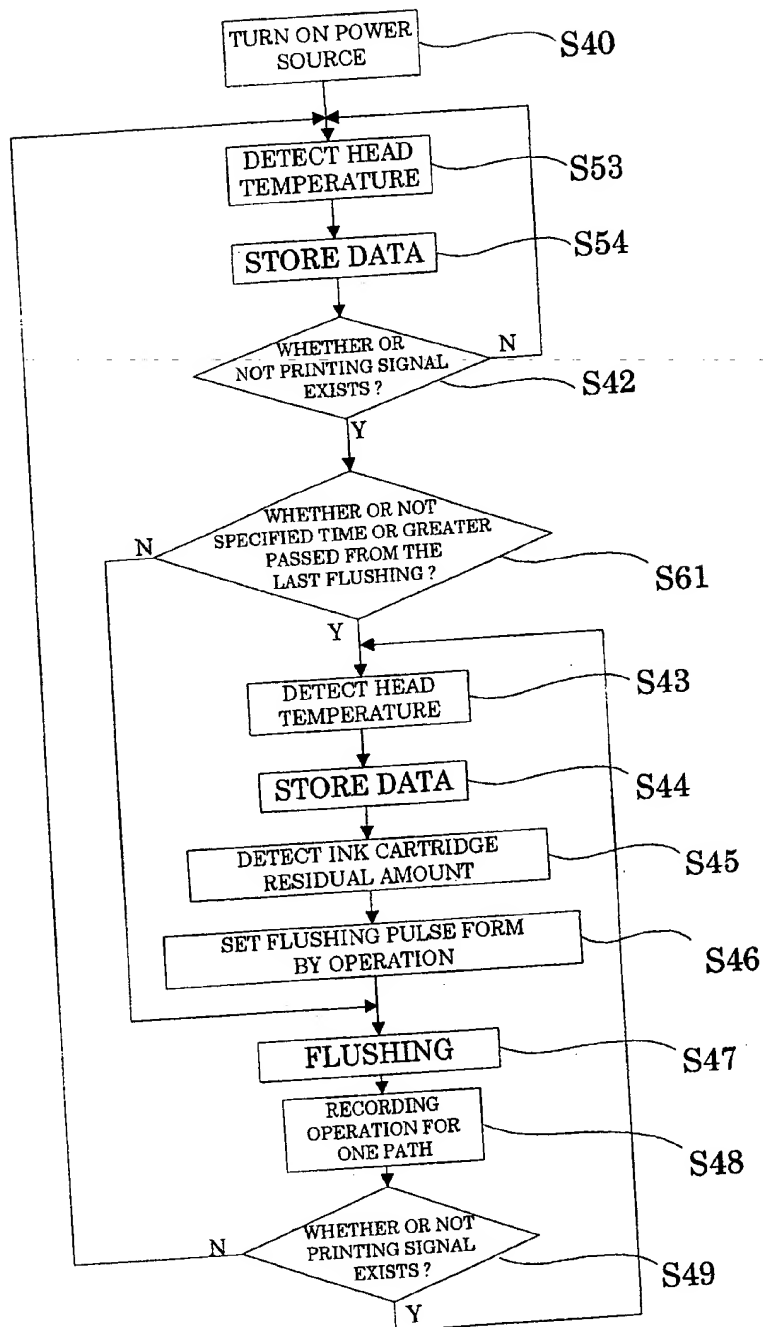 TURN ON POWER
SOURCE
S40
DETECT HEAD
TEMPERATURE
S53
STORE DATA
S54
WHETHER OR
NOT PRINTING SIGNAL
EXISTS ?
N
S42
Y
WHETHER OR NOT
SPECIFIED TIME OR GREATER
PASSED FROM THE
LAST FLUSHING ?
N
S61
Y
DETECT HEAD
TEMPERATURE
S43
STORE DATA
S44
DETECT INK CARTRIDGE
RESIDUAL AMOUNT
S45
SET FLUSHING PULSE FORM
BY OPERATION
S46
FLUSHING
S47
RECORDING
OPERATION FOR
ONE PATH
S48
WHETHER OR NOT
PRINTING SIGNAL
EXISTS ?
N
S49
Y